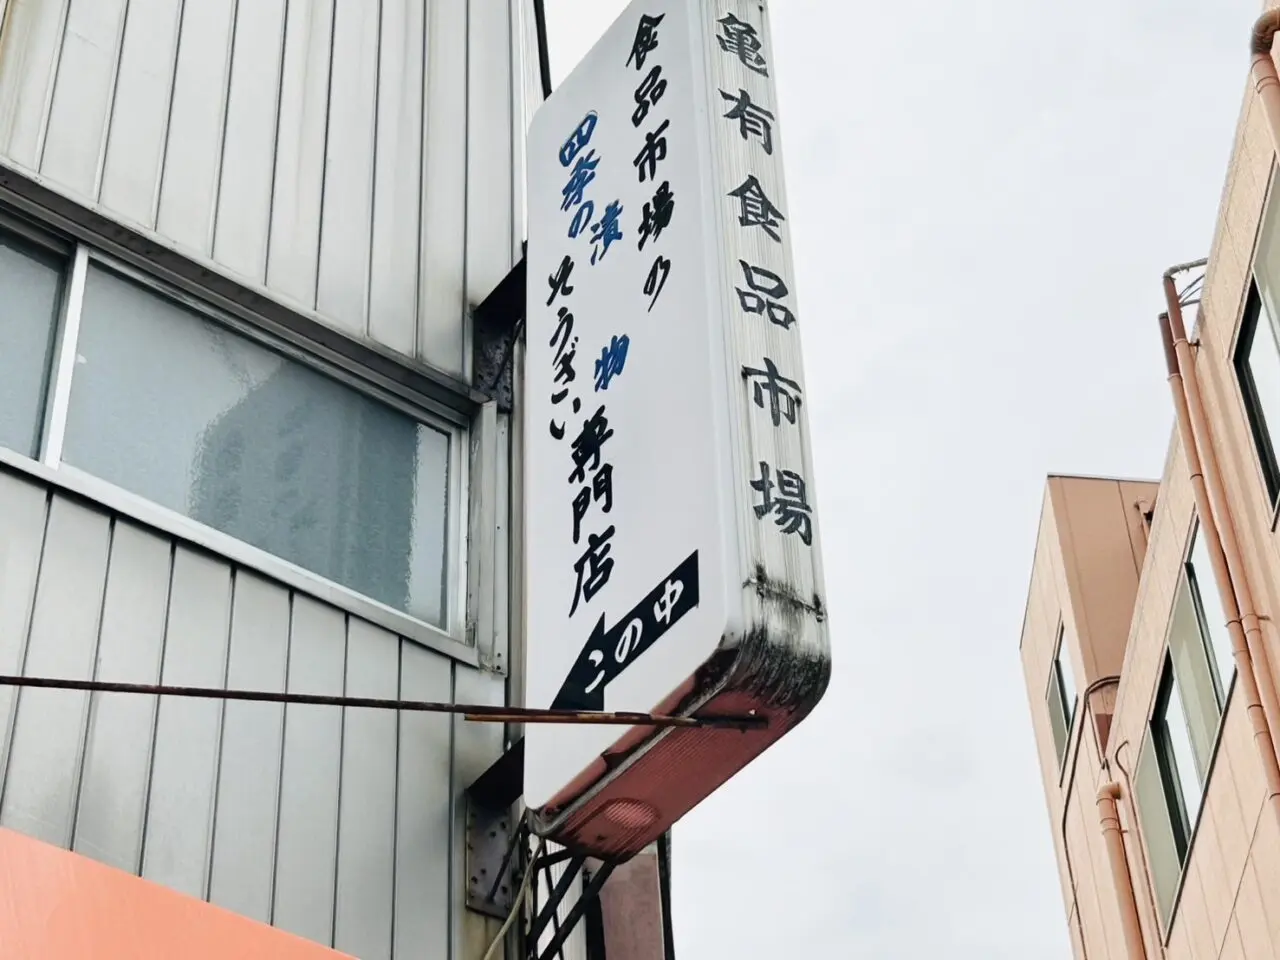 亀有食品市場
食品市場の
漬物専門店
四季のそうざい
この中